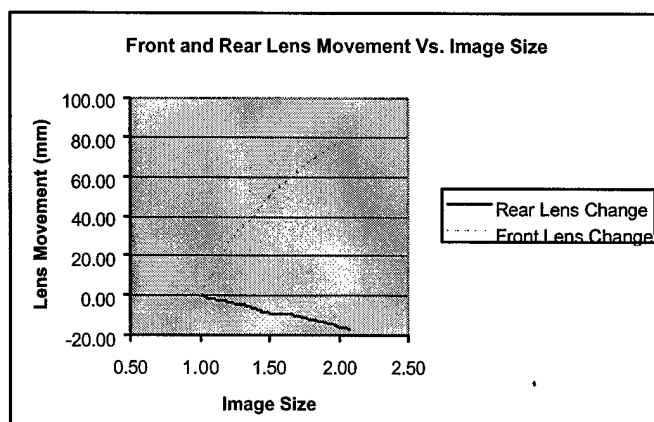 Front and Rear Lens Movement Vs. Image Size
Lens Movement (mm)
100.00
80.00
60.00
40.00
20.00
0.00
-20.00
0.50 1.00 1.50 2.00 2.50
Image Size
Rear Lens Change
Front Lens Change